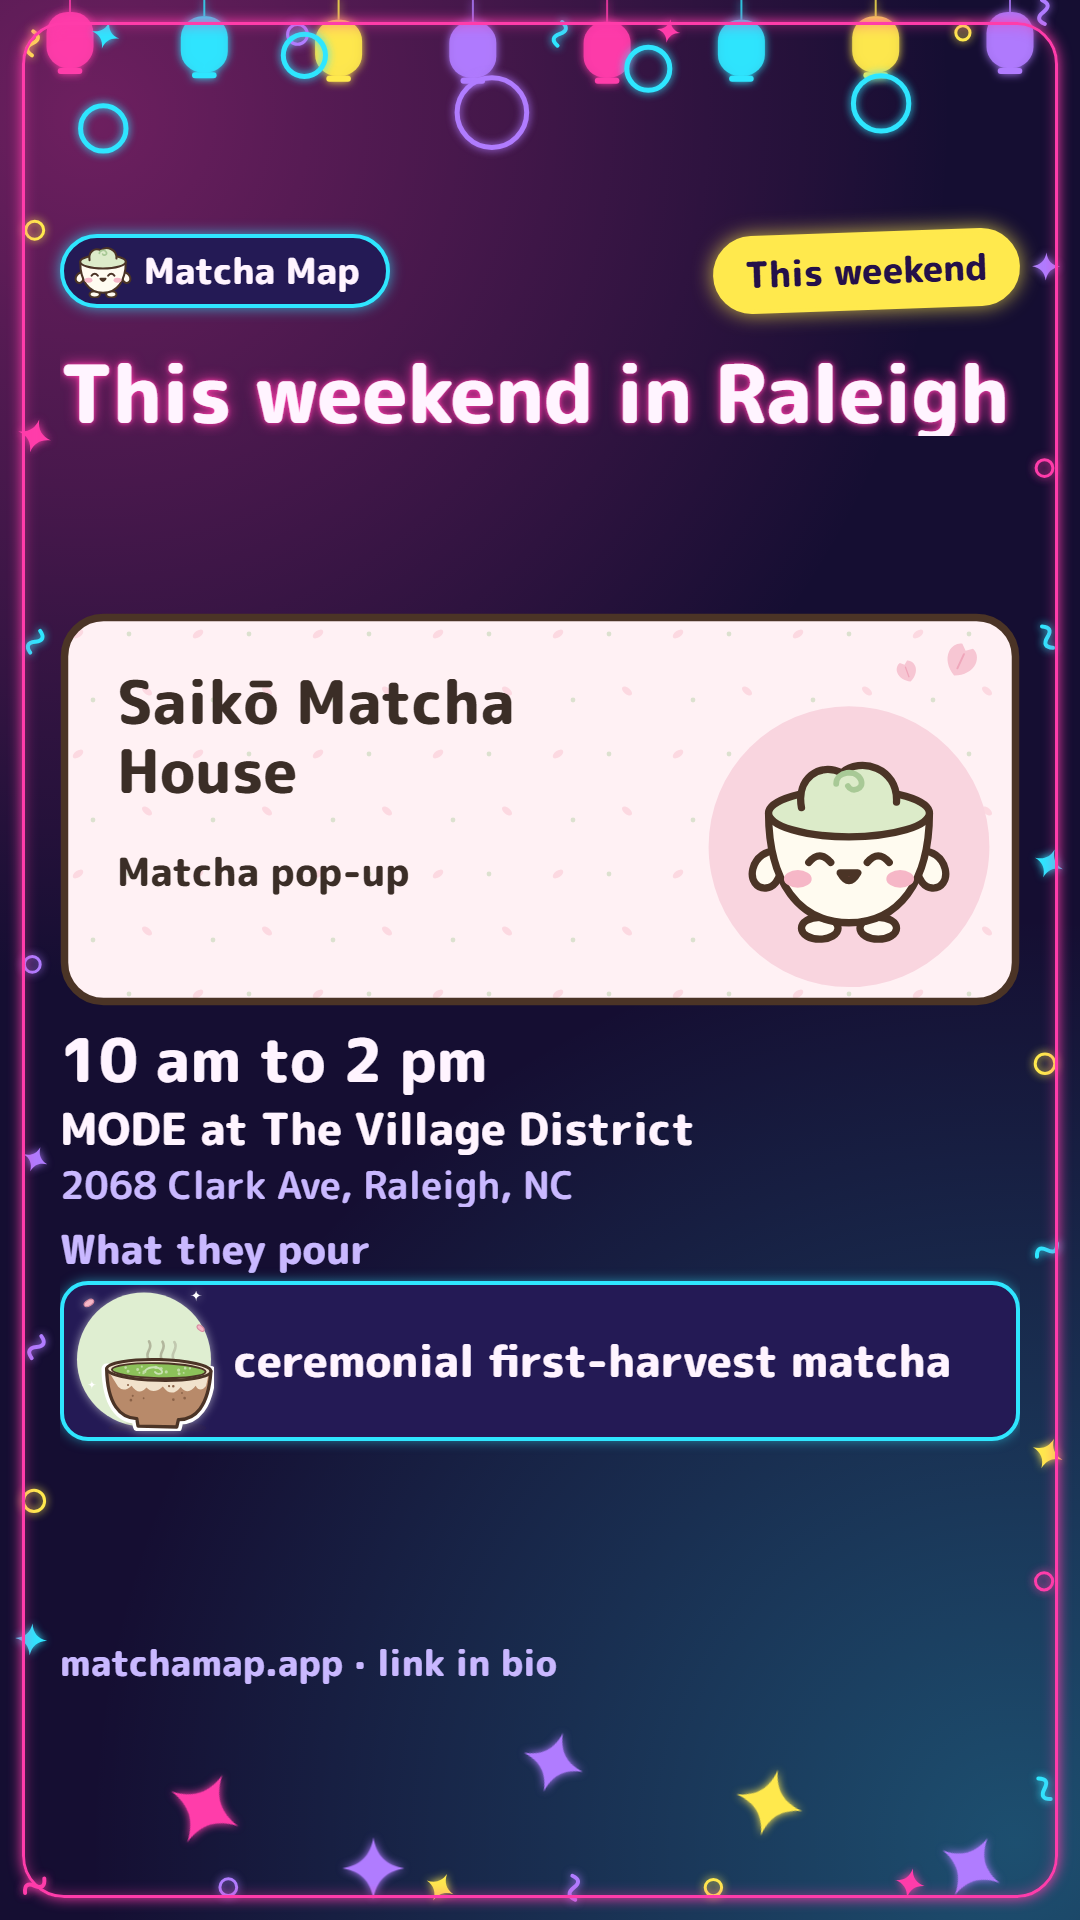 Matcha Map
This weekend
This weekend in Raleigh
Saikō Matcha
House
Matcha pop-up
10 am to 2 pm
MODE at The Village District
2068 Clark Ave, Raleigh, NC
What they pour
ceremonial first-harvest matcha
matchamap.app · link in bio